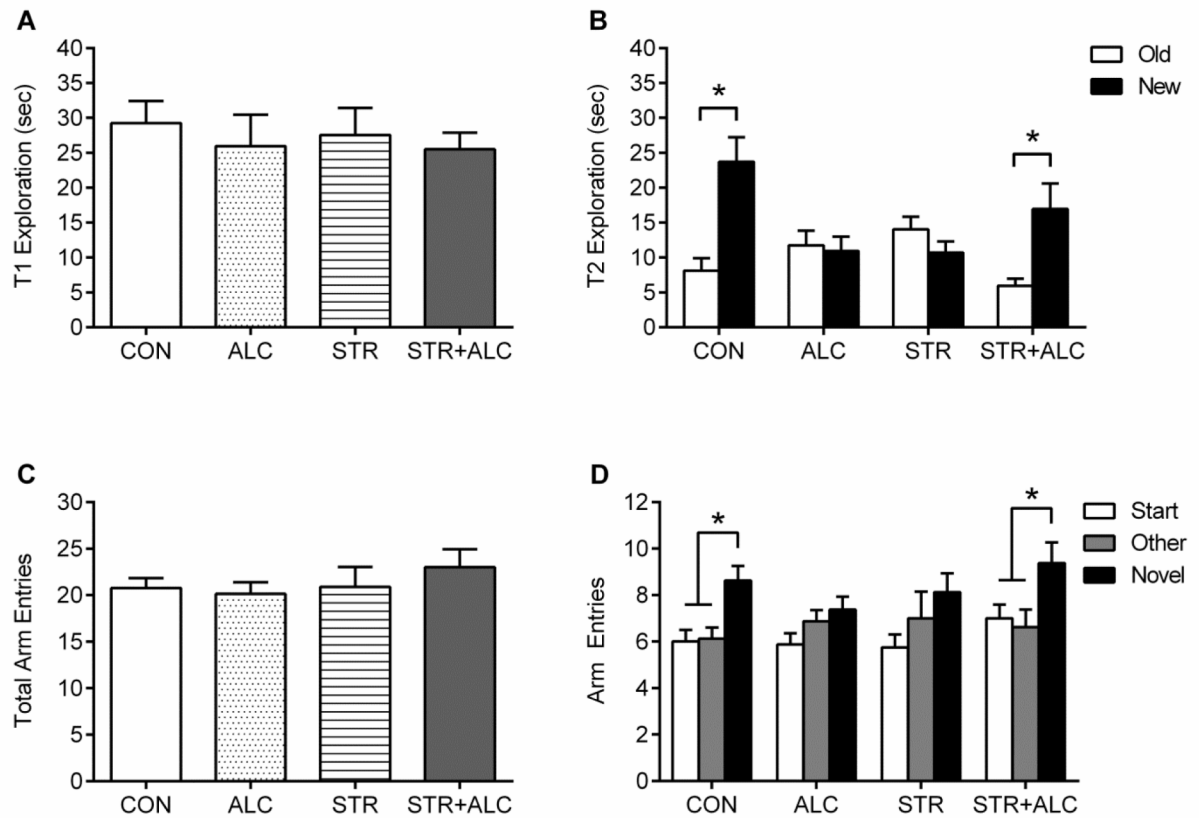 A
T1 Exploration (sec)
40
35
30
25
20
15
10
5
0
CON ALC STR STR+ALC
B
T2 Exploration (sec)
40
35
30
25
20
15
10
5
0
* *
CON ALC STR STR+ALC
Old
New
C
Total Arm Entries
30
25
20
15
10
5
0
CON ALC STR STR+ALC
D
Arm Entries
12
10
8
6
4
2
0
* *
CON ALC STR STR+ALC
Start
Other
Novel